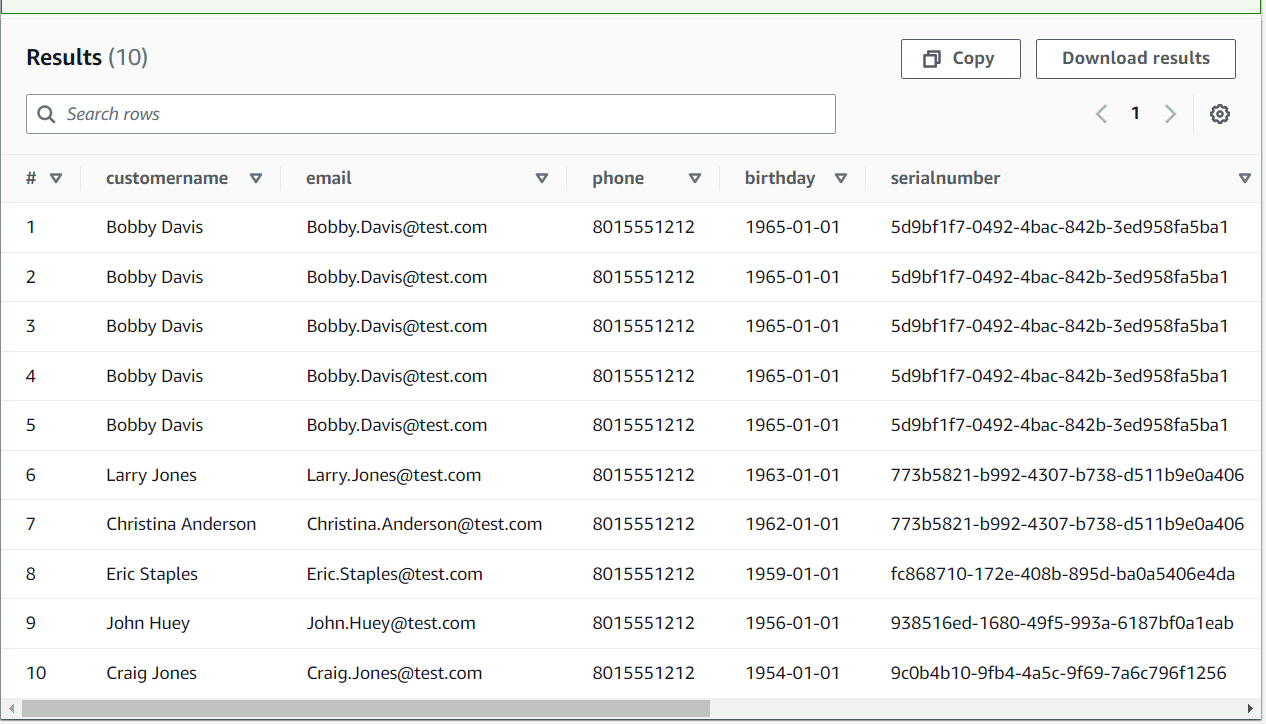 Results (10)
Copy
Download results
Search rows
1
# customername email phone birthday serialnumber
1 Bobby Davis Bobby.Davis@test.com 8015551212 1965-01-01 5d9bf1f7-0492-4bac-842b-3ed958fa5ba1
2 Bobby Davis Bobby.Davis@test.com 8015551212 1965-01-01 5d9bf1f7-0492-4bac-842b-3ed958fa5ba1
3 Bobby Davis Bobby.Davis@test.com 8015551212 1965-01-01 5d9bf1f7-0492-4bac-842b-3ed958fa5ba1
4 Bobby Davis Bobby.Davis@test.com 8015551212 1965-01-01 5d9bf1f7-0492-4bac-842b-3ed958fa5ba1
5 Bobby Davis Bobby.Davis@test.com 8015551212 1965-01-01 5d9bf1f7-0492-4bac-842b-3ed958fa5ba1
6 Larry Jones Larry.Jones@test.com 8015551212 1963-01-01 773b5821-b992-4307-b738-d511b9e0a406
7 Christina Anderson Christina.Anderson@test.com 8015551212 1962-01-01 773b5821-b992-4307-b738-d511b9e0a406
8 Eric Staples Eric.Staples@test.com 8015551212 1959-01-01 fc868710-172e-408b-895d-ba0a5406e4da
9 John Huey John.Huey@test.com 8015551212 1956-01-01 938516ed-1680-49f5-993a-6187bf0a1eab
10 Craig Jones Craig.Jones@test.com 8015551212 1954-01-01 9c0b4b10-9fb4-4a5c-9f69-7a6c796f1256